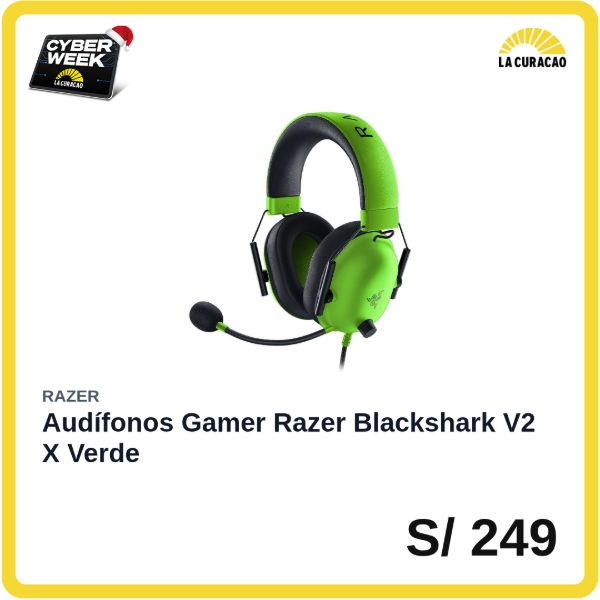 CYBER
WEEK
LA CURACAO
LA CURACAO
R A
RAZER
Audífonos Gamer Razer Blackshark V2
X Verde
S/ 249